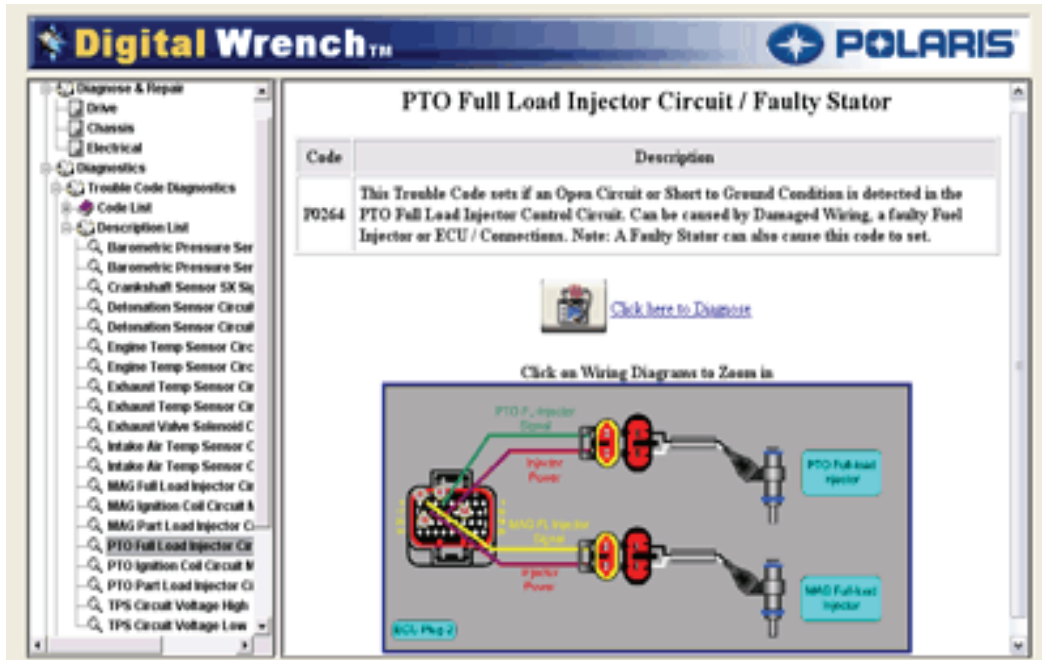 Digital Wrench™
POLARIS
Diagnose & Repair
Drive
Chassis
Electrical
Diagnostics
Trouble Code Diagnostics
Code List
Description List
Barometric Pressure Ser
Barometric Pressure Ser
Crankshaft Sensor SX Sig
Detonation Sensor Circuit
Detonation Sensor Circuit
Engine Temp Sensor Circ
Engine Temp Sensor Circ
Exhaust Temp Sensor Cir
Exhaust Temp Sensor Cir
Exhaust Valve Solenoid C
Intake Air Temp Sensor C
Intake Air Temp Sensor C
MAG Full Load Injector Cir
MAG Ignition Coil Circuit M
MAG Part Load Injector Ci
PTO Full Load Injector Cir
PTO Ignition Coil Circuit M
PTO Part Load Injector Ci
TPS Circuit Voltage High
TPS Circuit Voltage Low
PTO Full Load Injector Circuit / Faulty Stator
Code Description
P0264 This Trouble Code sets if an Open Circuit or Short to Ground Condition is detected in the
PTO Full Load Injector Control Circuit. Can be caused by Damaged Wiring, a faulty Fuel
Injector or ECU / Connections. Note: A Faulty Stator can also cause this code to set.
Click here to Diagnose
Click on Wiring Diagrams to Zoom in
PTO FL Injector
Signal
Injector
Power
PTO Full-load
Injector
MAG FL Injector
Signal
Injector
Power
MAG Full-load
Injector
ECU Plug 2